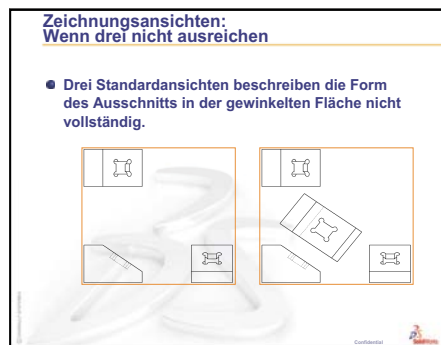 Zeichnungsansichten:
Wenn drei nicht ausreichen
Drei Standardansichten beschreiben die Form
des Ausschnitts in der gewinkelten Fläche nicht
vollständig.
Confidential
SolidWorks